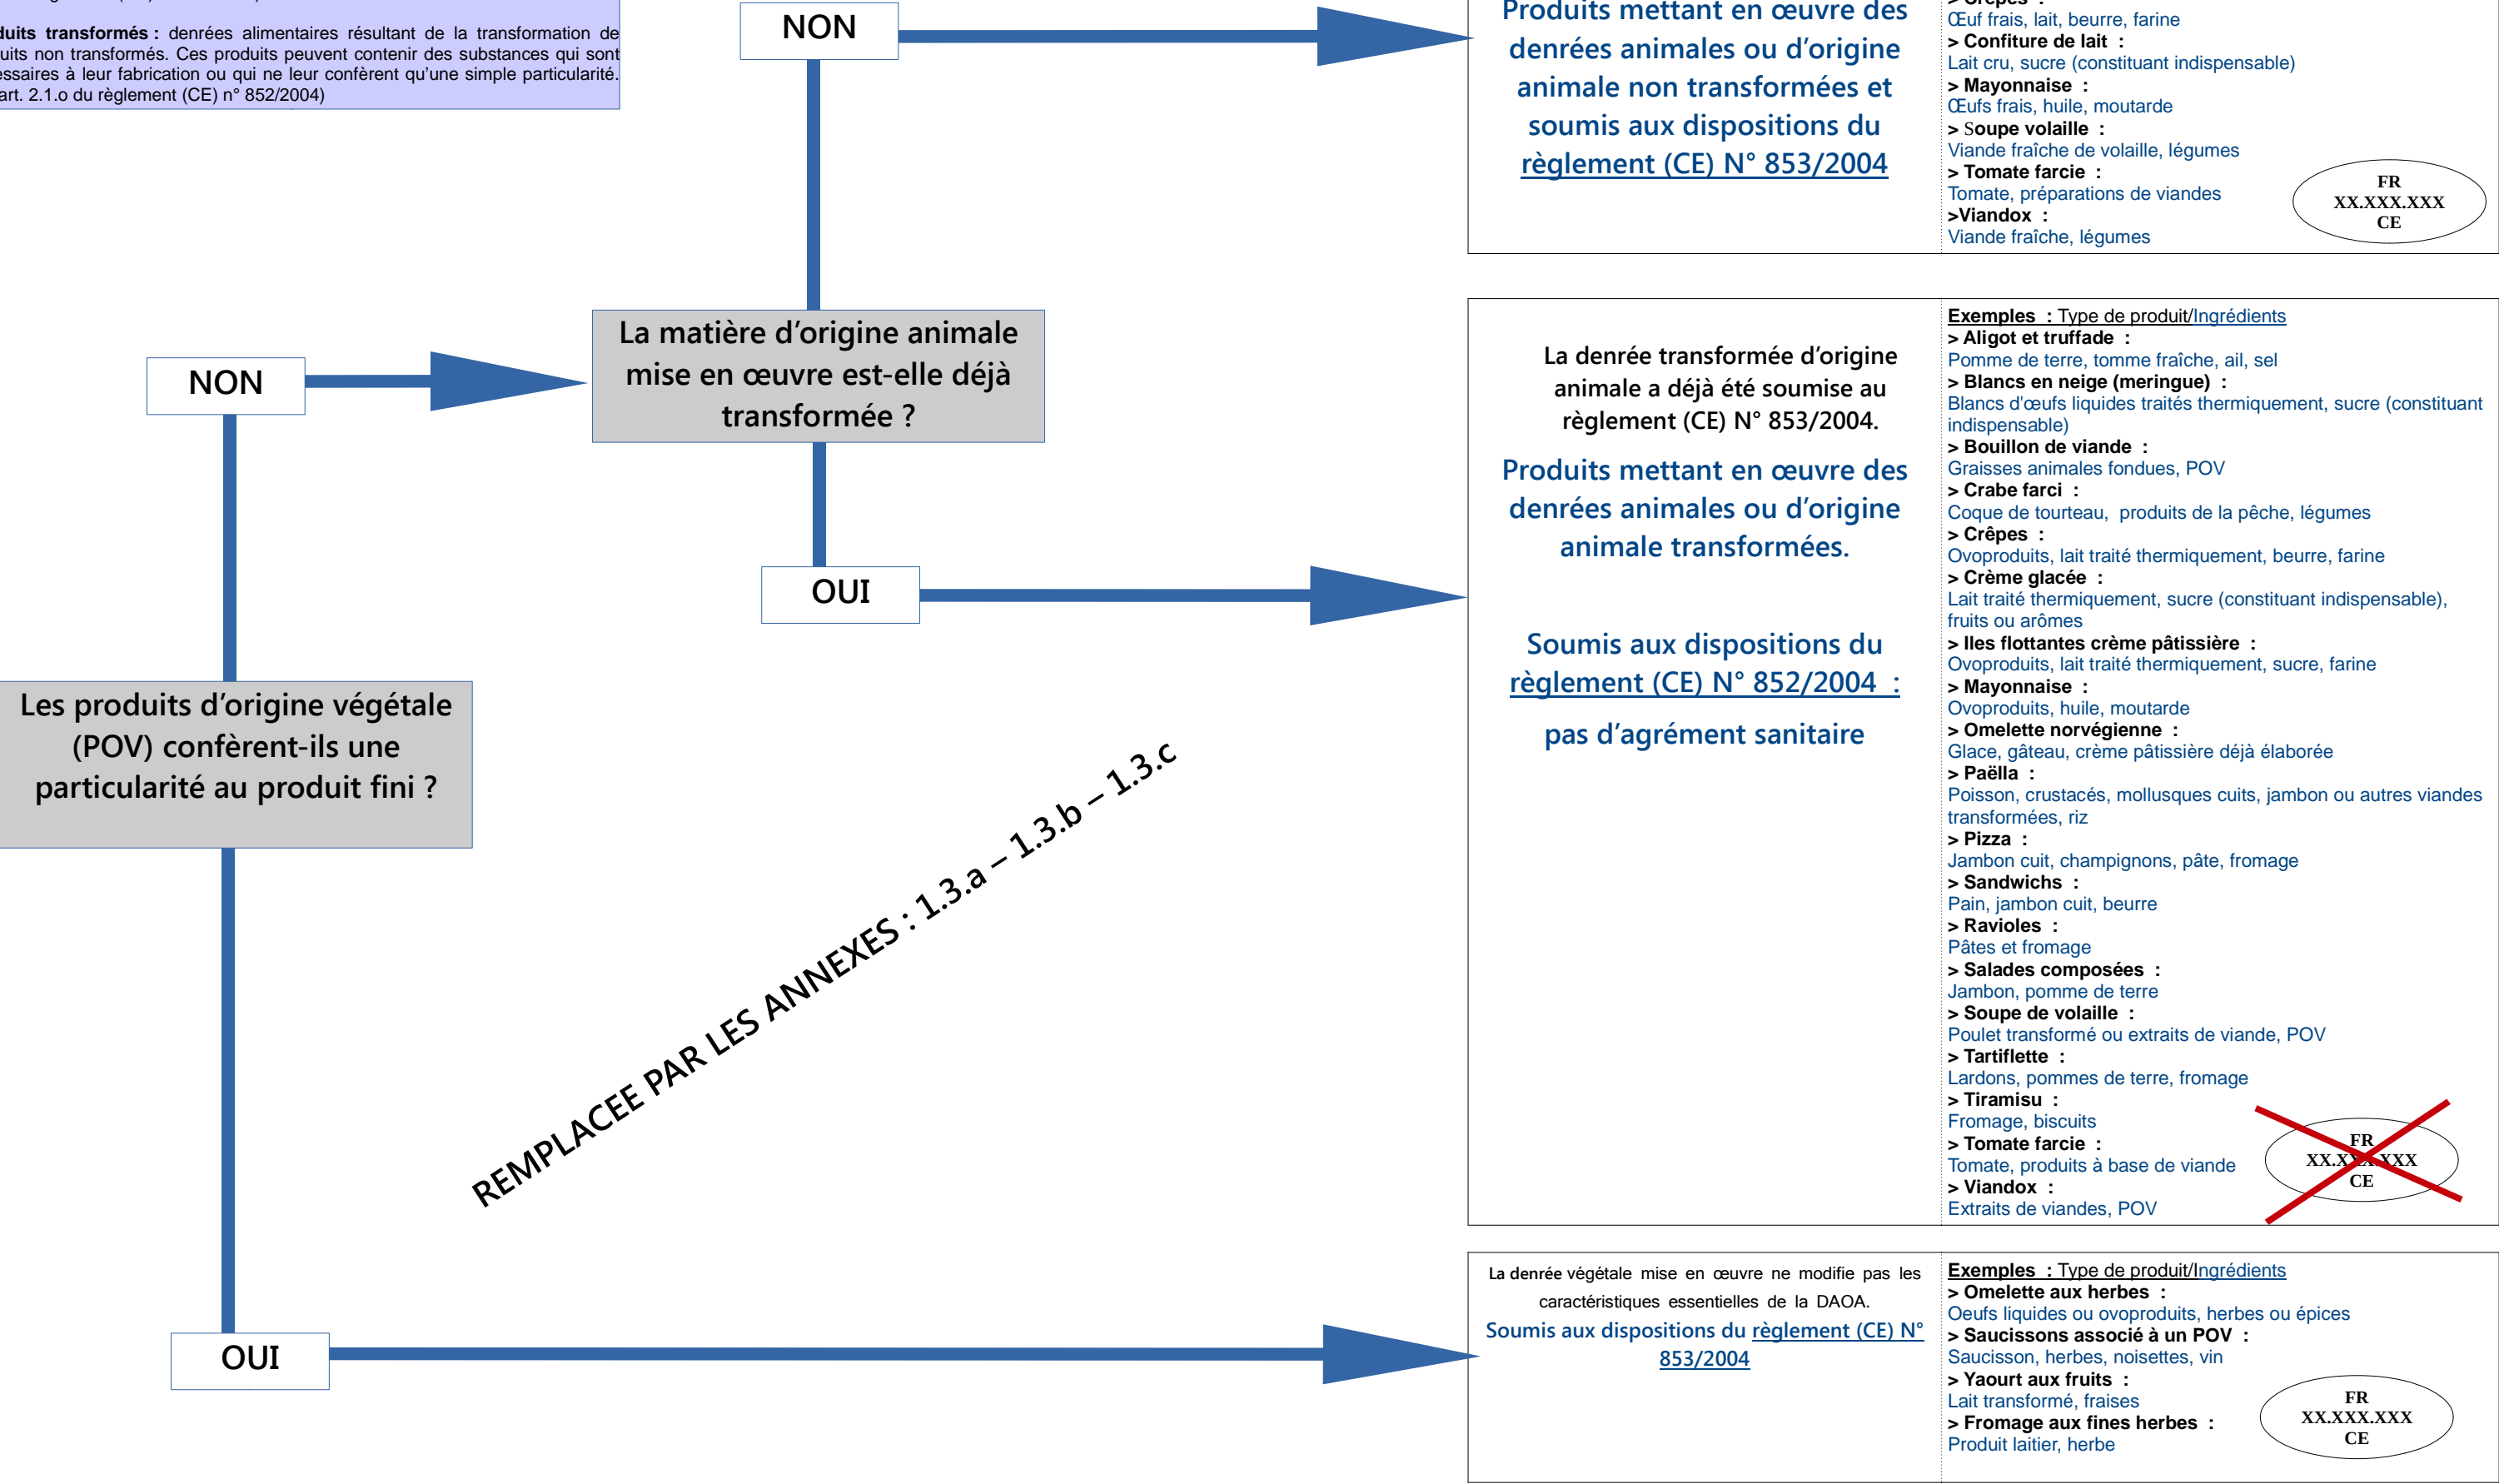 duits transformés : denrées alimentaires résultant de la transformation de
uits non transformés. Ces produits peuvent contenir des substances qui sont
essaires à leur fabrication ou qui ne leur confèrent qu'une simple particularité.
art. 2.1.o du règlement (CE) n° 852/2004)
NON
Produits mettant en œuvre des
denrées animales ou d'origine
animale non transformées et
soumis aux dispositions du
règlement (CE) N° 853/2004
> Crêpes :
Œuf frais, lait, beurre, farine
> Confiture de lait :
Lait cru, sucre (constituant indispensable)
> Mayonnaise :
Œufs frais, huile, moutarde
> Soupe volaille :
Viande fraîche de volaille, légumes
> Tomate farcie :
Tomate, préparations de viandes
>Viandox :
Viande fraîche, légumes
FR
XX.XXX.XXX
CE
La matière d'origine animale
mise en œuvre est-elle déjà
transformée ?
NON
OUI
Les produits d'origine végétale
(POV) confèrent-ils une
particularité au produit fini ?
La denrée transformée d'origine
animale a déjà été soumise au
règlement (CE) N° 853/2004.
Produits mettant en œuvre des
denrées animales ou d'origine
animale transformées.
Soumis aux dispositions du
règlement (CE) N° 852/2004 :
pas d'agrément sanitaire
Exemples : Type de produit/Ingrédients
> Aligot et truffade :
Pomme de terre, tomme fraîche, ail, sel
> Blancs en neige (meringue) :
Blancs d'œufs liquides traités thermiquement, sucre (constituant
indispensable)
> Bouillon de viande :
Graisses animales fondues, POV
> Crabe farci :
Coque de tourteau, produits de la pêche, légumes
> Crêpes :
Ovoproduits, lait traité thermiquement, beurre, farine
> Crème glacée :
Lait traité thermiquement, sucre (constituant indispensable),
fruits ou arômes
> Iles flottantes crème pâtissière :
Ovoproduits, lait traité thermiquement, sucre, farine
> Mayonnaise :
Ovoproduits, huile, moutarde
> Omelette norvégienne :
Glace, gâteau, crème pâtissière déjà élaborée
> Paëlla :
Poisson, crustacés, mollusques cuits, jambon ou autres viandes
transformées, riz
> Pizza :
Jambon cuit, champignons, pâte, fromage
> Sandwichs :
Pain, jambon cuit, beurre
> Ravioles :
Pâtes et fromage
> Salades composées :
Jambon, pomme de terre
> Soupe de volaille :
Poulet transformé ou extraits de viande, POV
> Tartiflette :
Lardons, pommes de terre, fromage
> Tiramisu :
Fromage, biscuits
> Tomate farcie :
Tomate, produits à base de viande
> Viandox :
Extraits de viandes, POV
FR
XX.XXX.XXX
CE
REMPLACEE PAR LES ANNEXES : 1.3.a – 1.3.b – 1.3.c
OUI
La denrée végétale mise en œuvre ne modifie pas les
caractéristiques essentielles de la DAOA.
Soumis aux dispositions du règlement (CE) N°
853/2004
Exemples : Type de produit/Ingrédients
> Omelette aux herbes :
Oeufs liquides ou ovoproduits, herbes ou épices
> Saucissons associé à un POV :
Saucisson, herbes, noisettes, vin
> Yaourt aux fruits :
Lait transformé, fraises
> Fromage aux fines herbes :
Produit laitier, herbe
FR
XX.XXX.XXX
CE